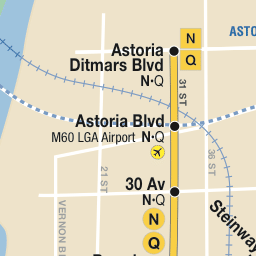 Astoria
Ditmars Blvd
N•Q
N
Q
ASTO
31 ST
Astoria Blvd
M60 LGA Airport N•Q
21 ST
36 ST
30 Av
N•Q
VERNON B
Steinway
N
Q